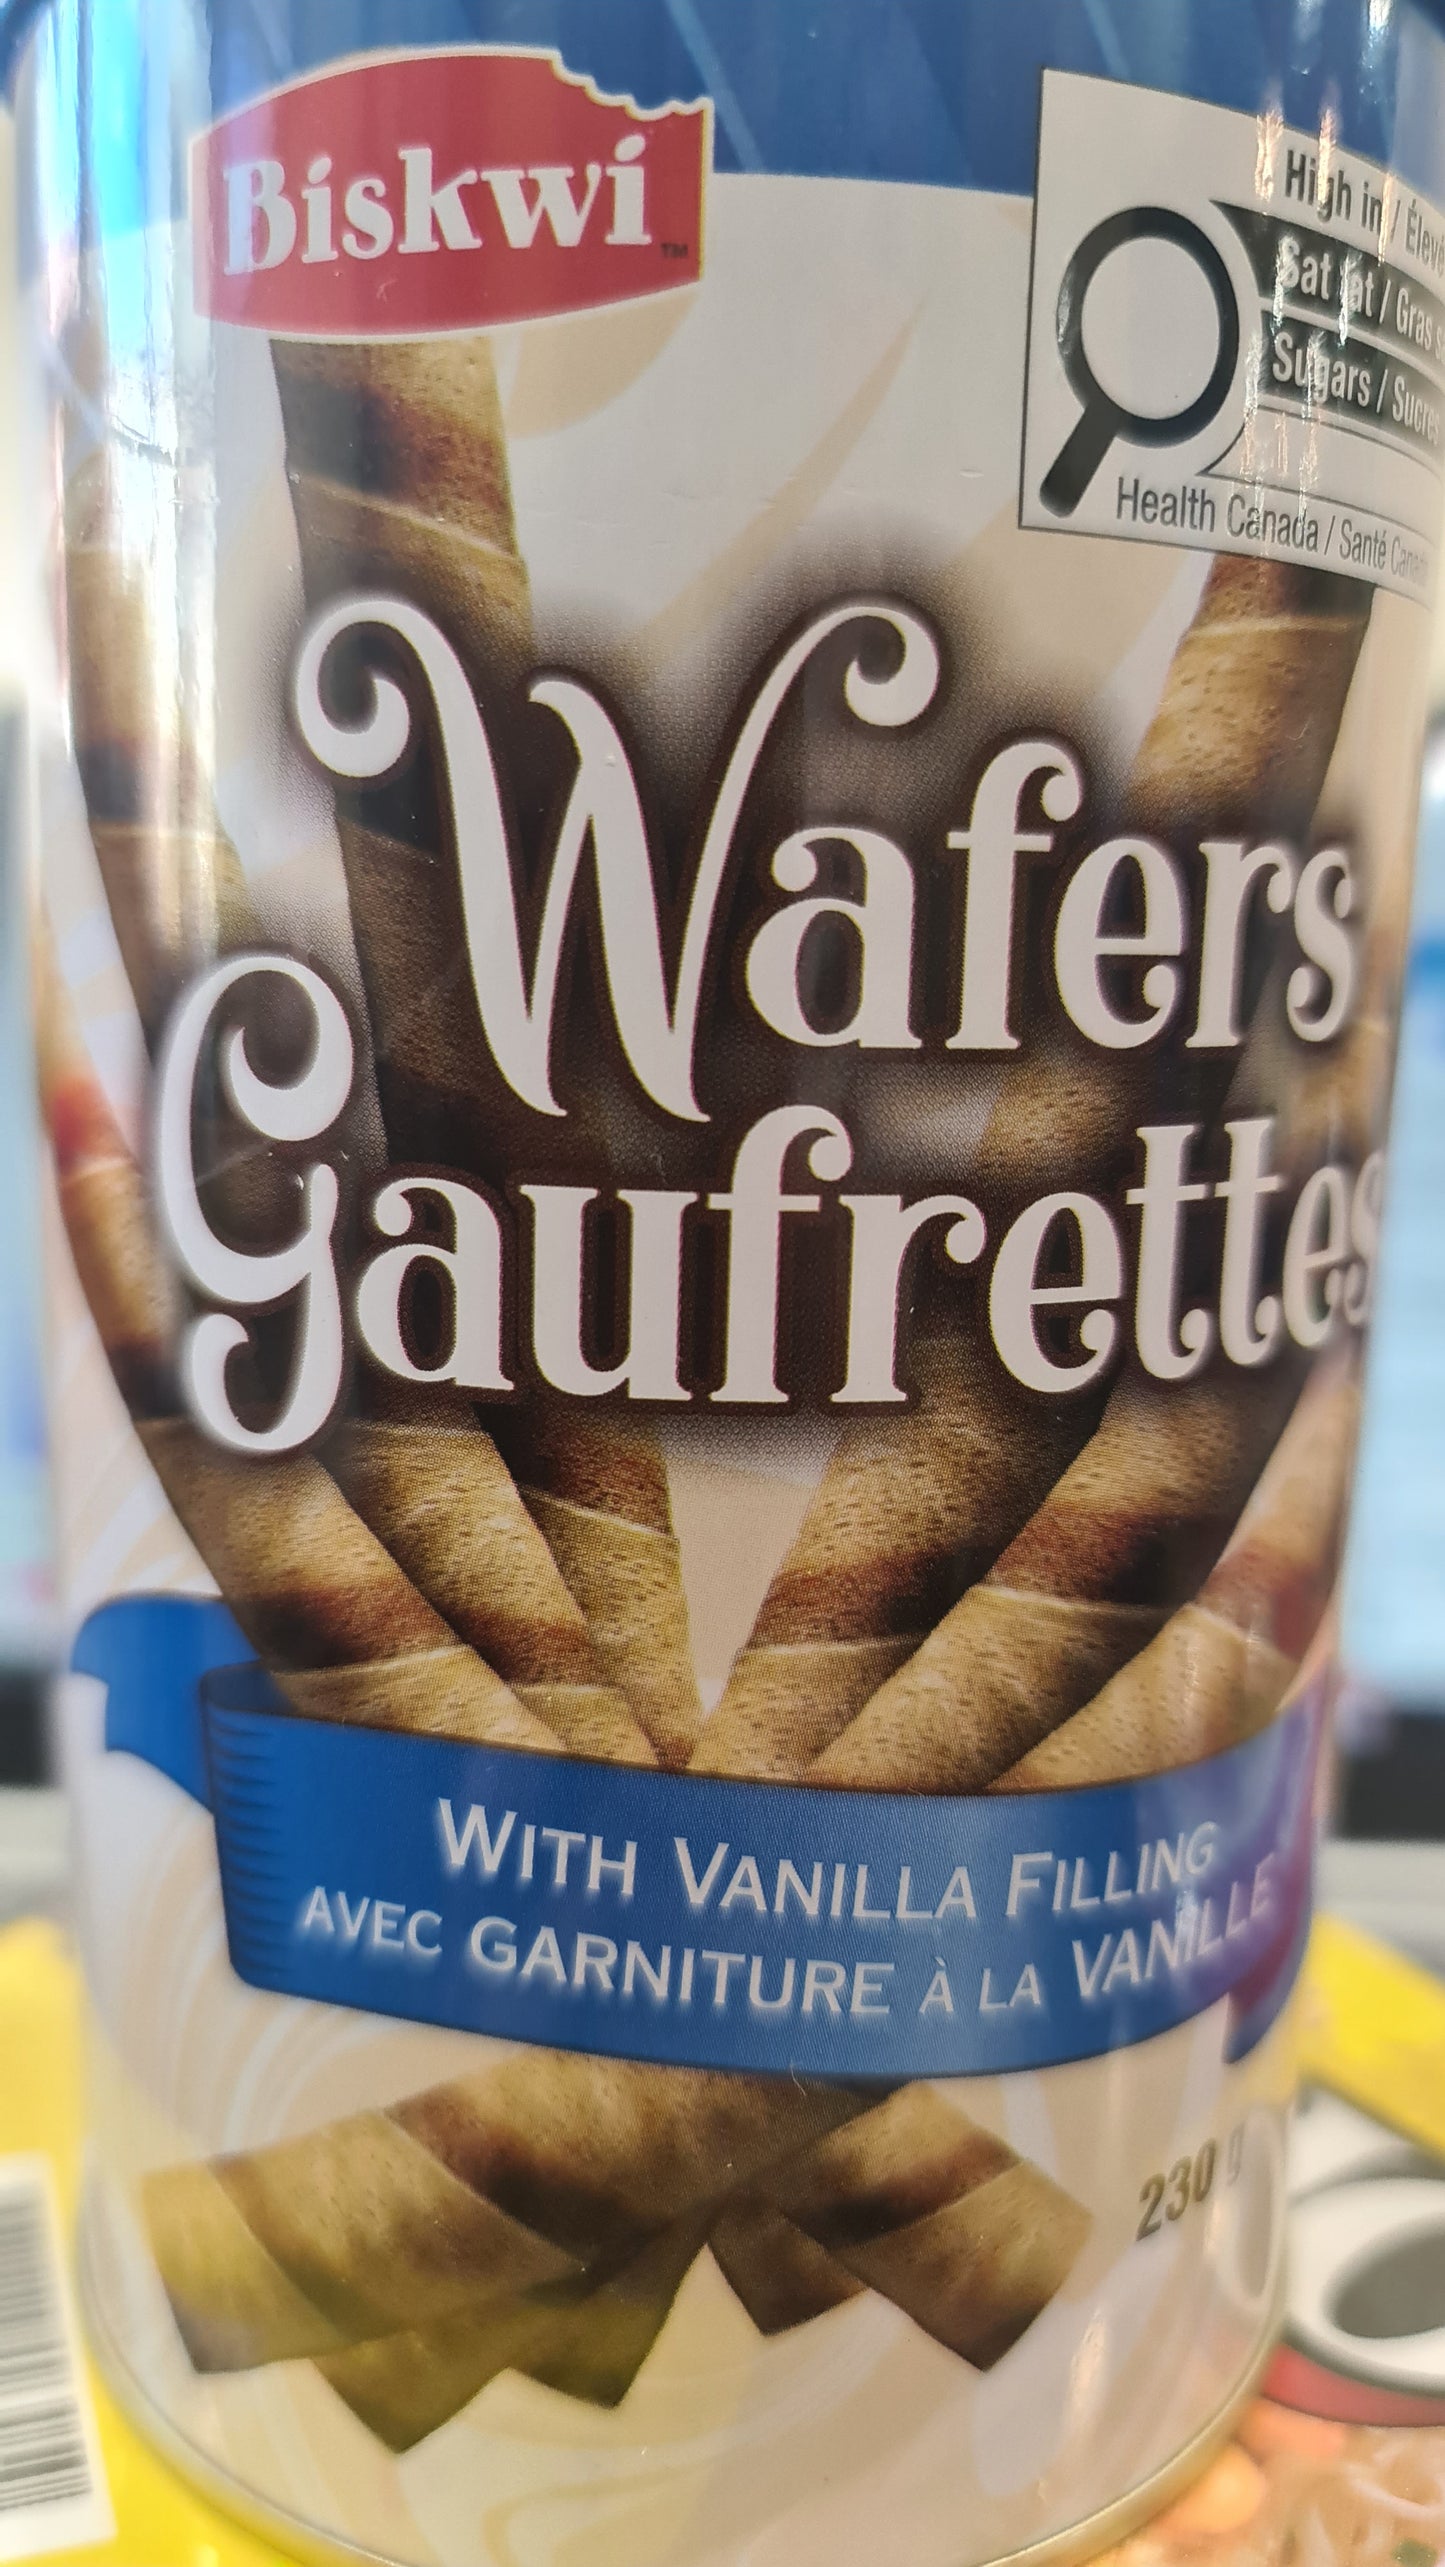 Biskwi™
High in / Élevé
Sat fat / Gras
Sugars / Sucres
Health Canada / Santé Canada
Wafers
Gaufrettes
WITH VANILLA FILLING
AVEC GARNITURE À LA VANILLE
230 g